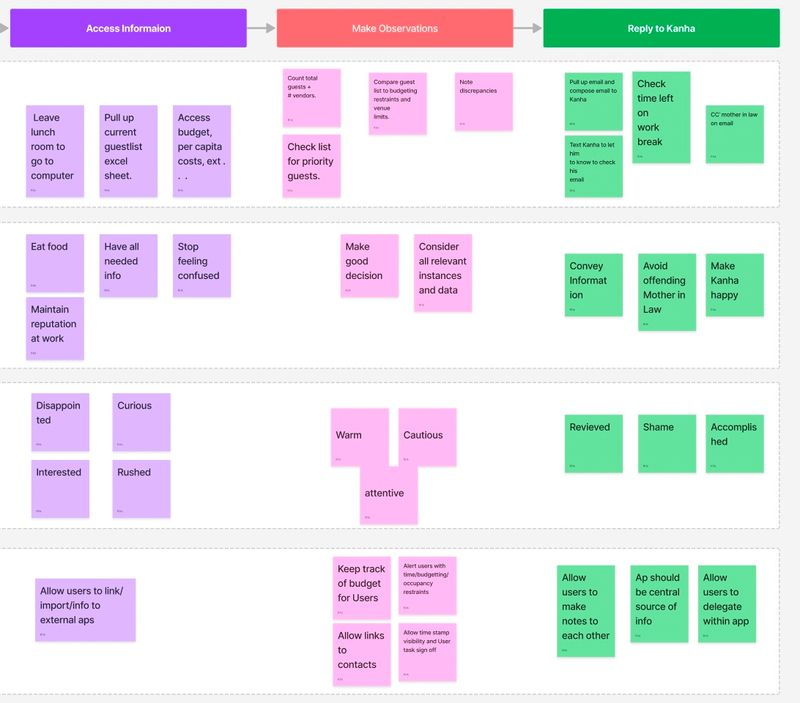 Access Informaion
Make Observations
Reply to Kanha
Leave
lunch
room to
go to
computer
Pull up
current
guestlist
excel
sheet.
Access
budget,
per capita
costs, ext .
. .
Count total
guests +
# vendors.
Compare guest
list to budgeting
restraints and
venue
limits.
Note
discrepancies
Check list
for priority
guests.
Pull up email and
compose email to
Kanha
Check
time left
on
work
break
CC' mother in law
on email
Text Kanha to let
him
to know to check
his
email
Eat food
Have all
needed
info
Stop
feeling
confused
Maintain
reputation
at work
Make
good
decision
Consider
all relevant
instances
and data
Convey
Informat
ion
Avoid
offending
Mother in
Law
Make
Kanha
happy
Disappoin
ted
Curious
Interested
Rushed
Warm
Cautious
attentive
Revieved
Shame
Accomplis
hed
Allow users to link/
import/info to
external aps
Keep track
of budget
for Users
Alert users with
time/budgetting/
occupancy
restraints
Allow links
to
contacts
Allow time stamp
visibility and User
task sign off
Allow
users to
make
notes to
each other
Ap should
be central
source of
info
Allow
users to
delegate
within app